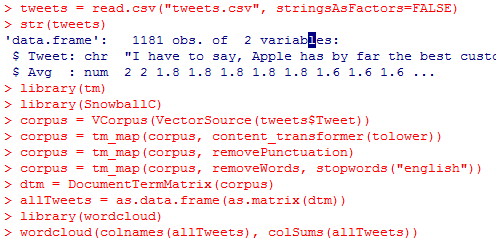 > tweets = read.csv("tweets.csv", stringsAsFactors=FALSE)
> str(tweets)
'data.frame':   1181 obs. of  2 variables:
 $ Tweet: chr  "I have to say, Apple has by far the best custo
 $ Avg  : num  2 2 1.8 1.8 1.8 1.8 1.8 1.6 1.6 1.6 ...
> library(tm)
> library(SnowballC)
> corpus = VCorpus(VectorSource(tweets$Tweet))
> corpus = tm_map(corpus, content_transformer(tolower))
> corpus = tm_map(corpus, removePunctuation)
> corpus = tm_map(corpus, removeWords, stopwords("english"))
> dtm = DocumentTermMatrix(corpus)
> allTweets = as.data.frame(as.matrix(dtm))
> library(wordcloud)
> wordcloud(colnames(allTweets), colSums(allTweets))